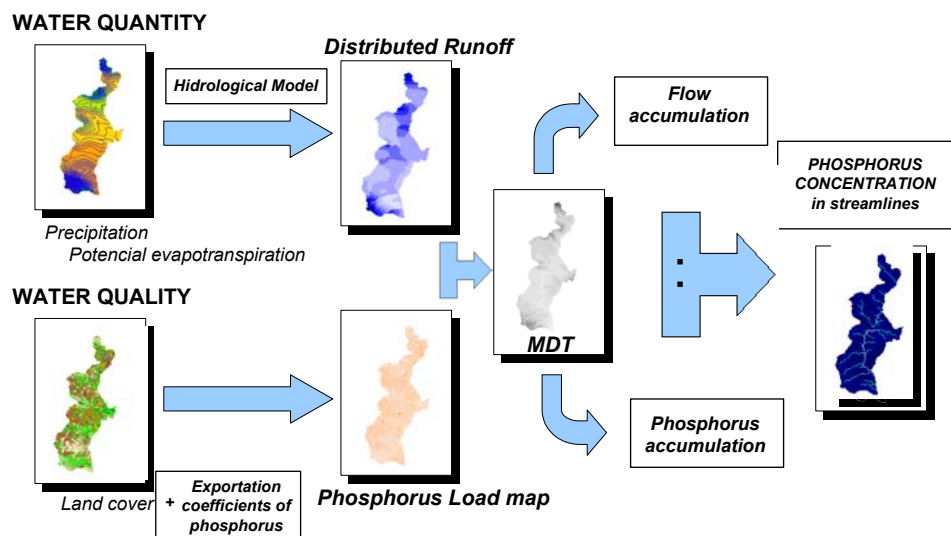 WATER QUANTITY
Hidrological Model
Distributed Runoff
Precipitation
Potencial evapotranspiration
WATER QUALITY
Land cover
+
Exportation
coefficients of
phosphorus
Phosphorus Load map
MDT
Flow
accumulation
Phosphorus
accumulation
:
PHOSPHORUS
CONCENTRATION
in streamlines